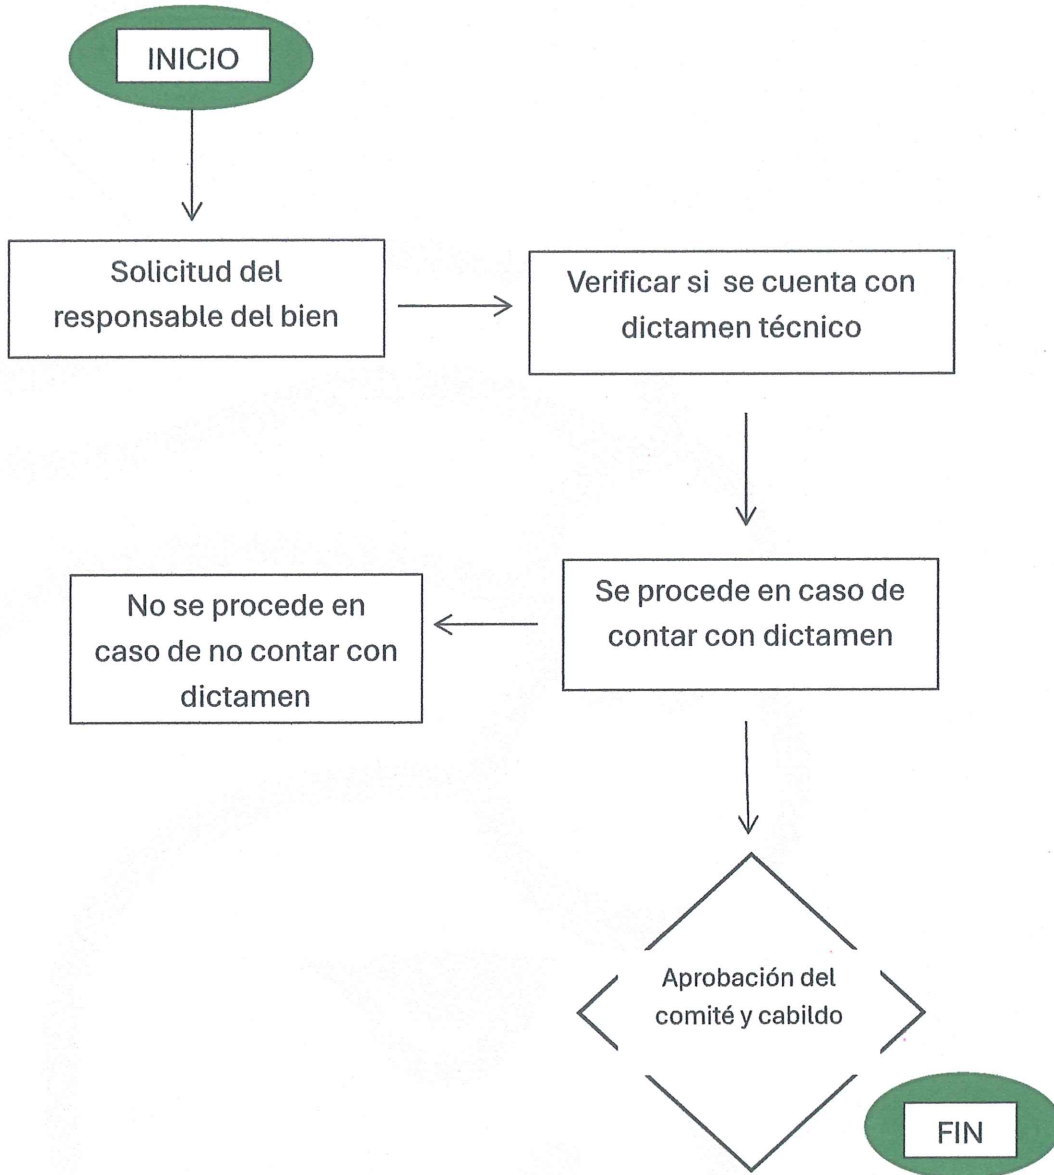 INICIO
Solicitud del
responsable del bien
Verificar si se cuenta con
dictamen técnico
No se procede en
caso de no contar con
dictamen
Se procede en caso de
contar con dictamen
Aprobación del
comité y cabildo
FIN